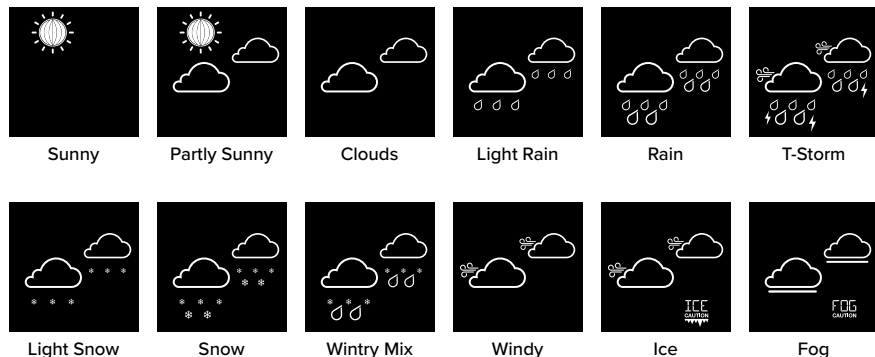 Sunny
Partly Sunny
Clouds
Light Rain
Rain
T-Storm
ICE
CAUTION
FOG
CAUTION
Light Snow
Snow
Wintry Mix
Windy
Ice
Fog